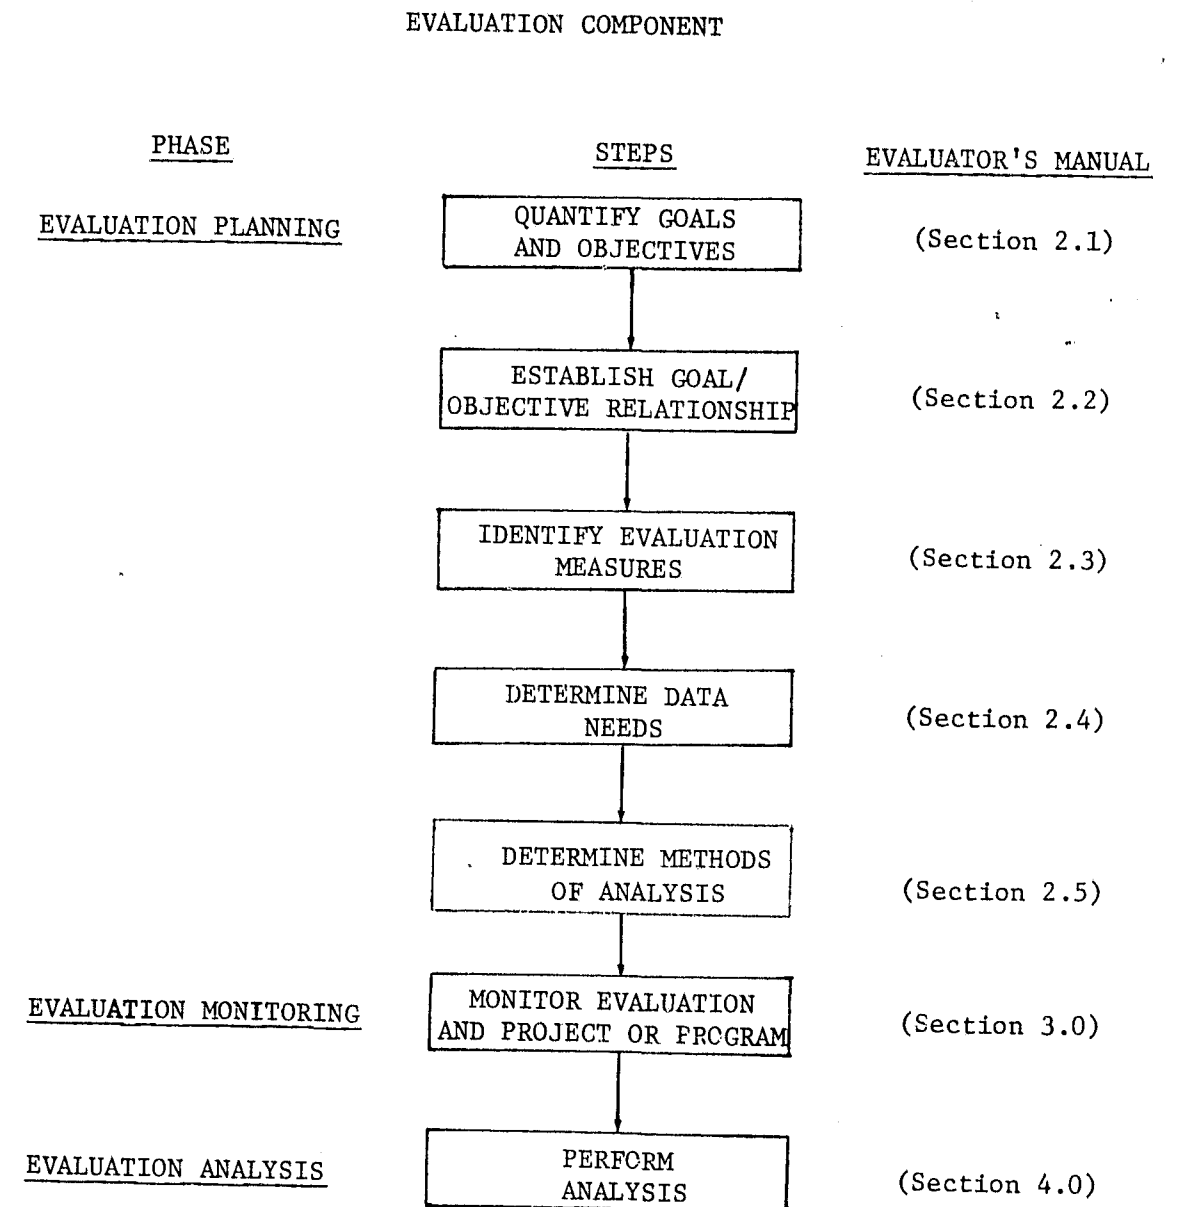 EVALUATION COMPONENT
PHASE
STEPS
EVALUATOR'S MANUAL
EVALUATION PLANNING
QUANTIFY GOALS
AND OBJECTIVES
(Section 2.1)
ESTABLISH GOAL/
OBJECTIVE RELATIONSHIP
(Section 2.2)
IDENTIFY EVALUATION
MEASURES
(Section 2.3)
DETERMINE DATA
NEEDS
(Section 2.4)
DETERMINE METHODS
OF ANALYSIS
(Section 2.5)
EVALUATION MONITORING
MONITOR EVALUATION
AND PROJECT OR PROGRAM
(Section 3.0)
EVALUATION ANALYSIS
PERFORM
ANALYSIS
(Section 4.0)